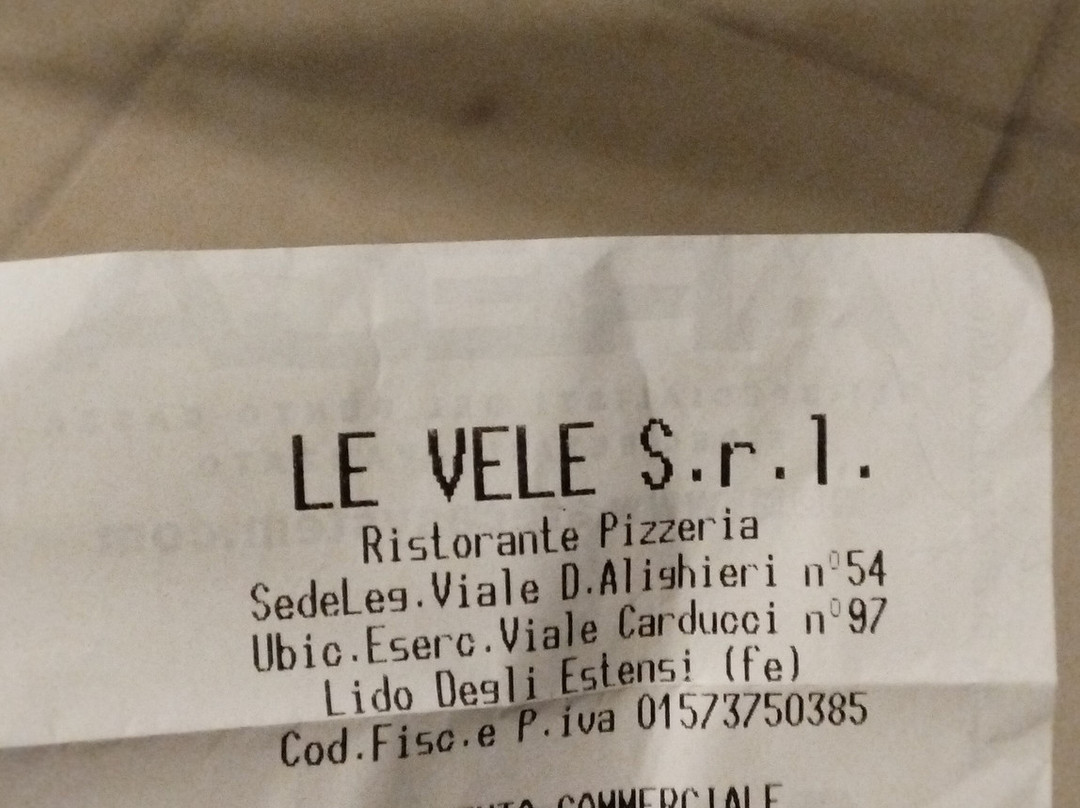 LE VELE S.r.l.
Ristorante Pizzeria
SedeLeg.Viale D.Alighieri n°54
Ubic.Eserc.Viale Carducci n°97
Lido Degli Estensi (fe)
Cod.Fisc.e P.iva 01573750385
COMMERCIALE